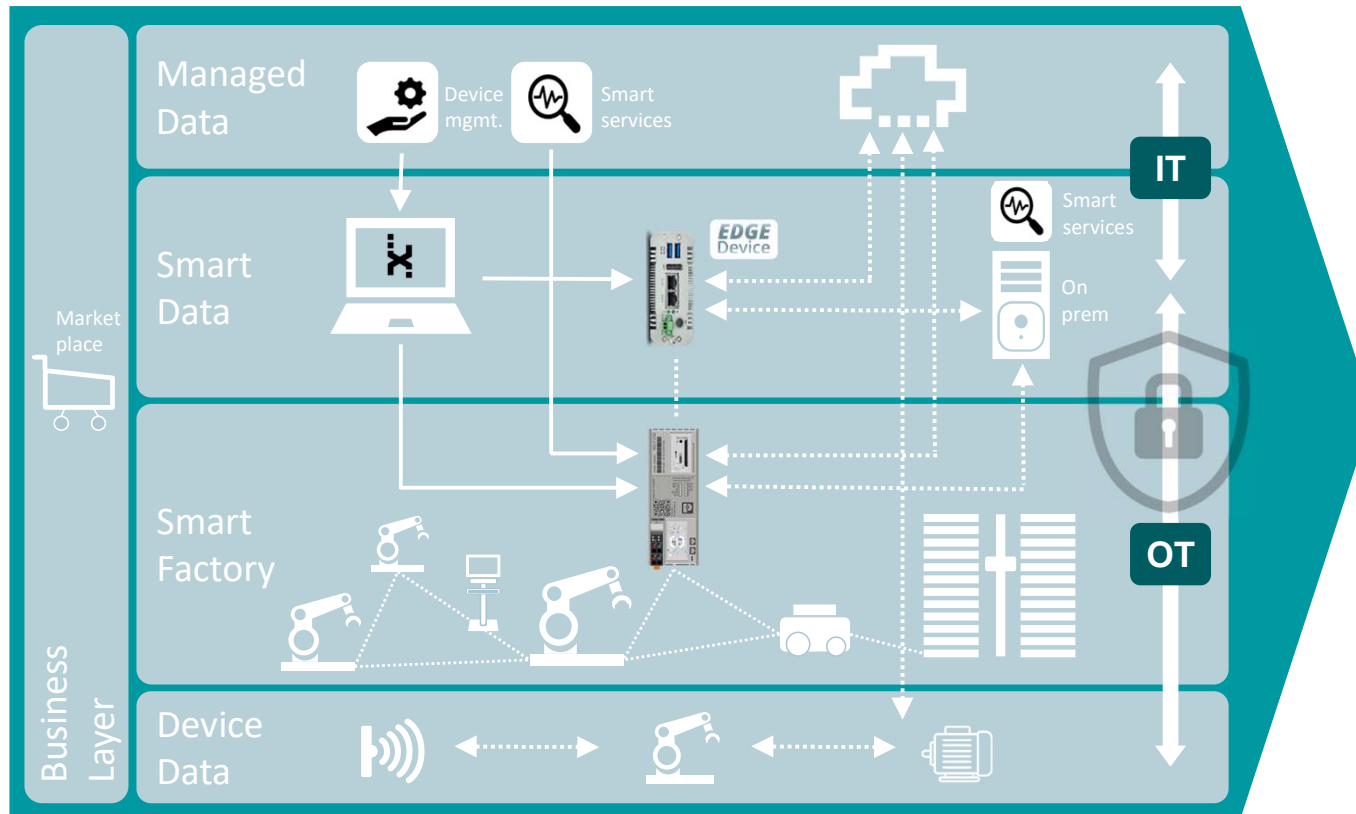 Managed
Data
Device
mgmt.
Smart
services
IT
Smart
services
EDGE
Device
Smart
Data
On
prem
Market
place
Smart
Factory
OT
Business
Layer
Device
Data